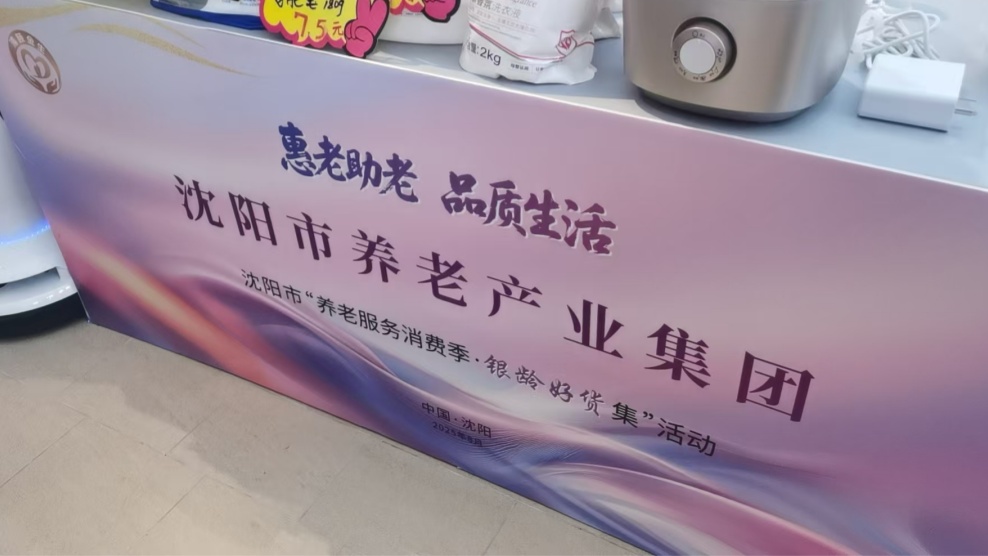 7.5元
2kg
惠老助老 品质生活
沈阳市养老产业集团
沈阳市“养老服务消费季·银龄好货集”活动
中国·沈阳